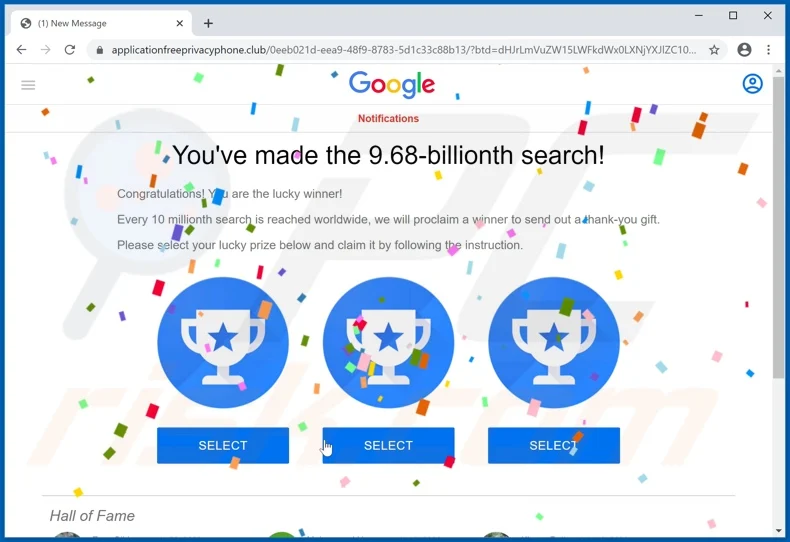 (1) New Message
applicationfreeprivacyphone.club/0eeb021d-eea9-48f9-8783-5d1c33c88b13/?btd=dHJrLmVuZW15LWFkdWx0LXNjYXJlZC10...
Google
Notifications
You've made the 9.68-billionth search!
Congratulations! You are the lucky winner!
Every 10 millionth search is reached worldwide, we will proclaim a winner to send out a thank-you gift.
Please select your lucky prize below and claim it by following the instruction.
SELECT SELECT SELECT
Hall of Fame
PC
risk.com